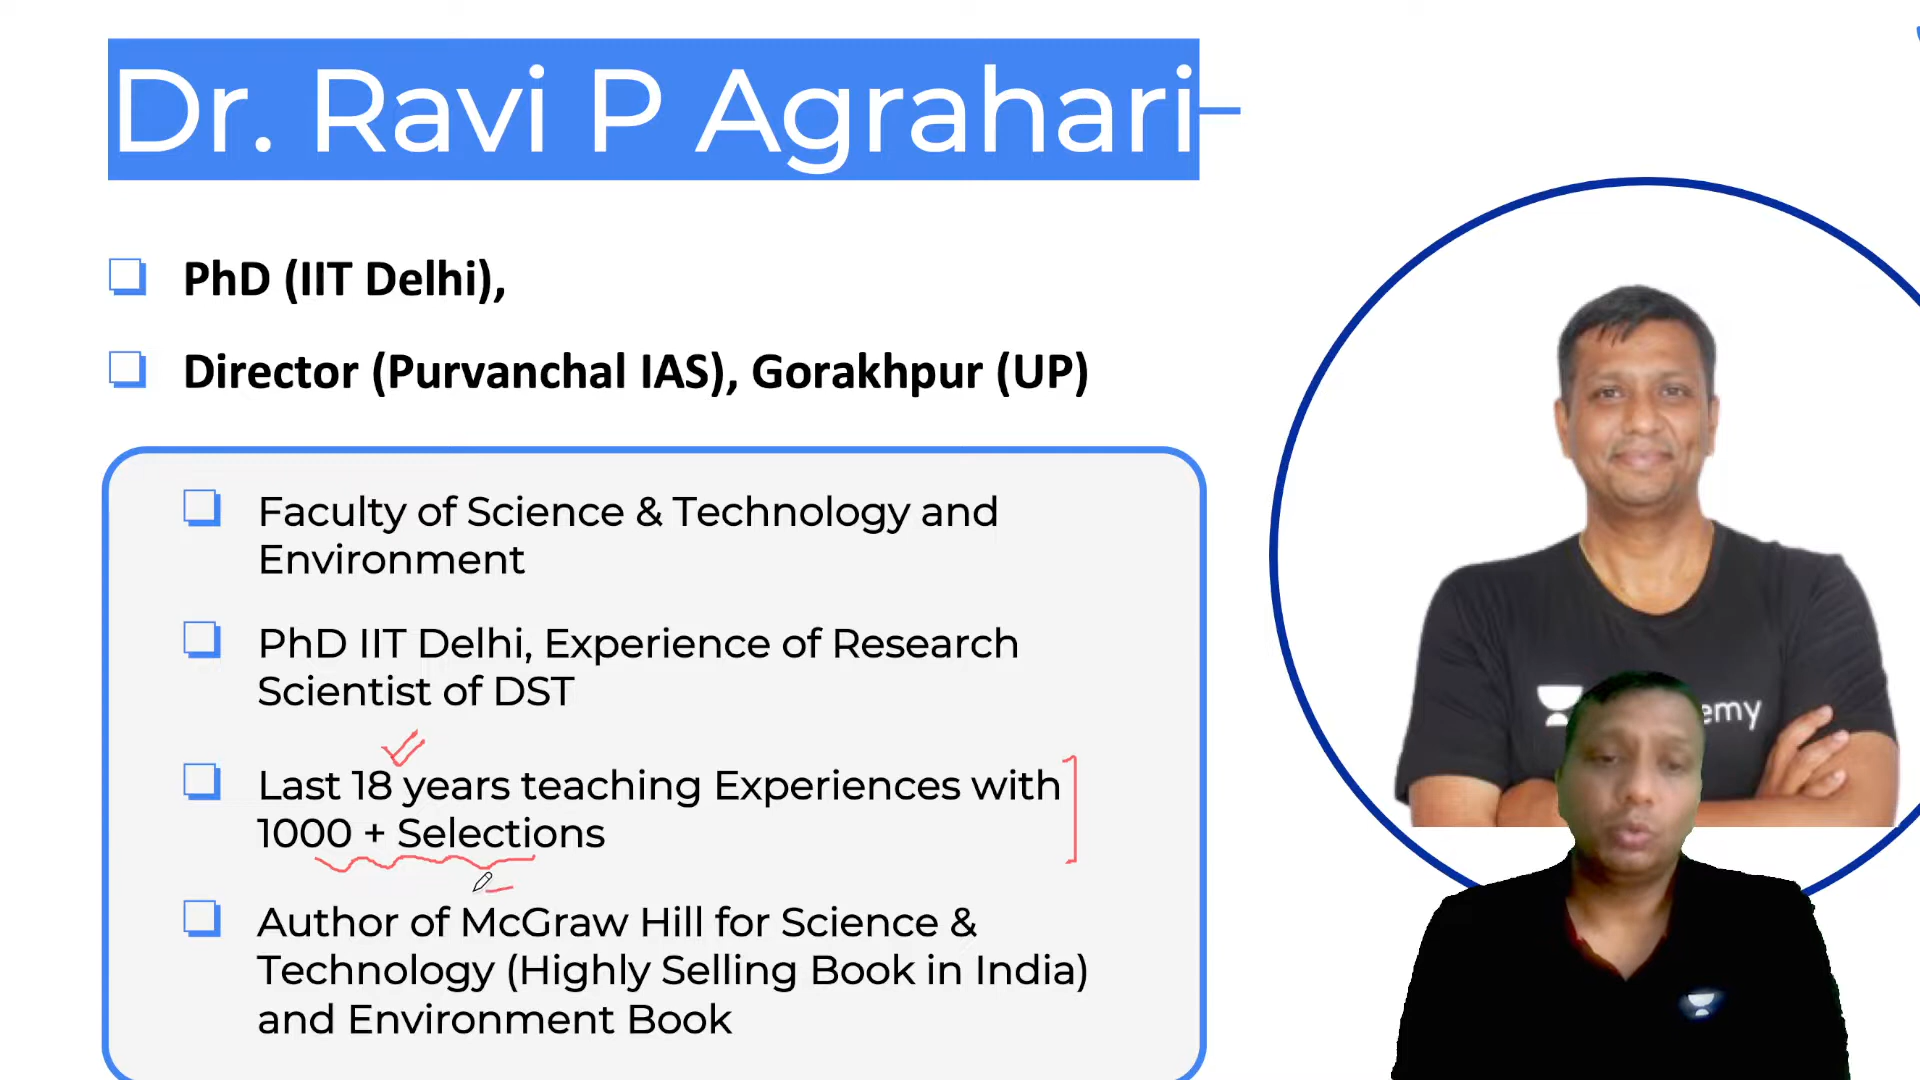 Dr. Ravi P Agrahari–
PhD (IIT Delhi),
Director (Purvanchal IAS), Gorakhpur (UP)
Faculty of Science & Technology and
Environment
PhD IIT Delhi, Experience of Research
Scientist of DST
Last 18 years teaching Experiences with
1000 + Selections
Author of McGraw Hill for Science &
Technology (Highly Selling Book in India)
and Environment Book
emy